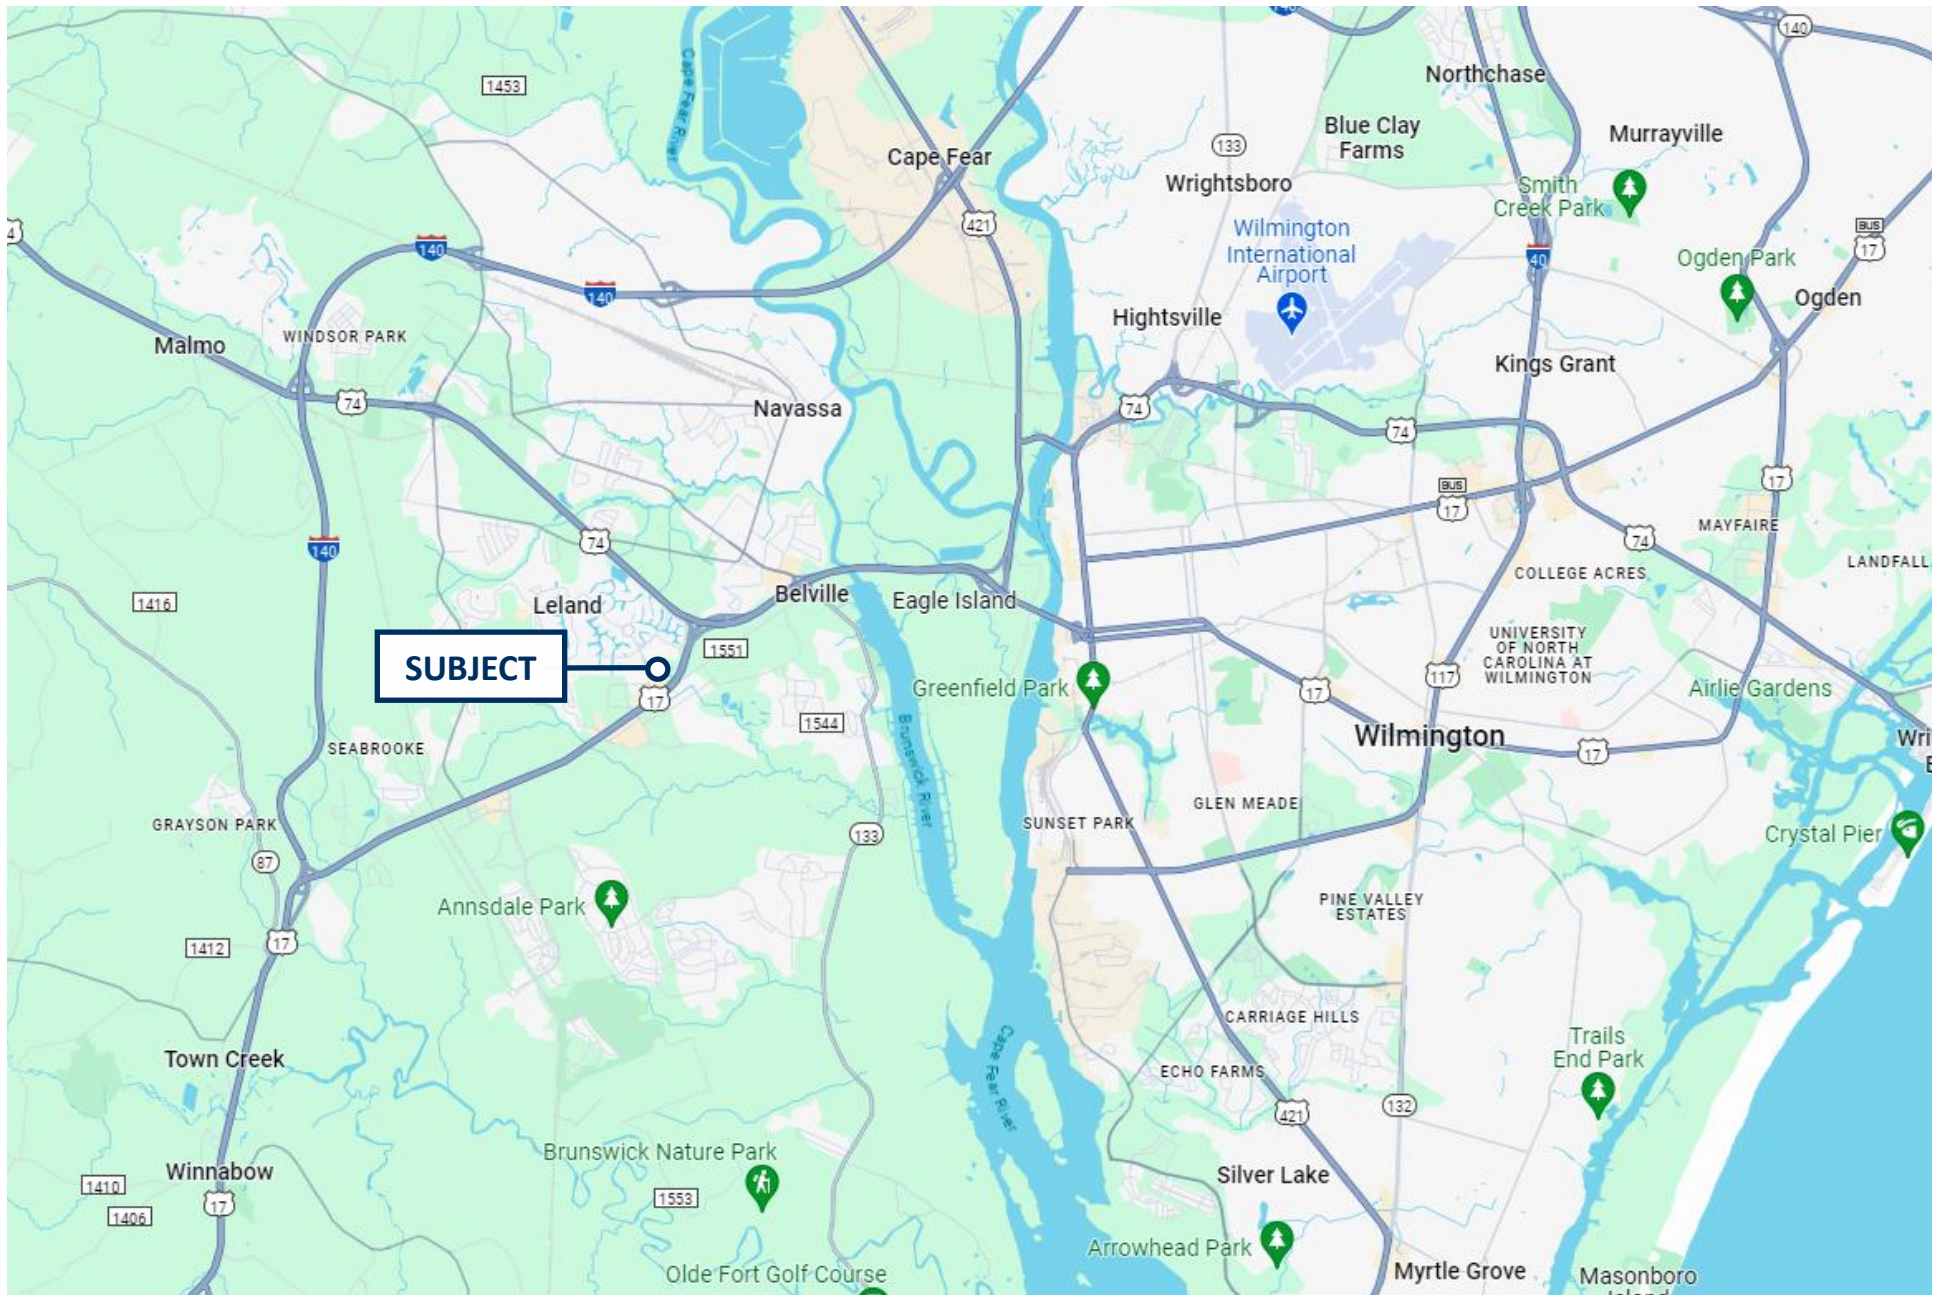 140
140
Cape Fear River
1453
Northchase
Blue Clay
Farms
Murrayville
133
Cape Fear
Wrightsboro
Smith
Creek Park
421
4
140
Wilmington
International
Airport
BUS
17
40
Ogden Park
140
Ogden
Hightsville
WINDSOR PARK
Malmo
Kings Grant
74
Navassa
74
74
17
BUS
17
MAYFAIRE
74
74
140
LANDFALL
COLLEGE ACRES
1416
Leland
Belville
Eagle Island
1551
UNIVERSITY
OF NORTH
CAROLINA AT
WILMINGTON
SUBJECT
Greenfield Park
117
17
17
Airlie Gardens
1544
Wilmington
Wri
SEABROOKE
17
Brunswick River
GLEN MEADE
GRAYSON PARK
SUNSET PARK
133
Crystal Pier
87
Annsdale Park
PINE VALLEY
ESTATES
1412
17
CARRIAGE HILLS
Cape Fear River
Trails
End Park
Town Creek
ECHO FARMS
421
132
Brunswick Nature Park
Winnabow
Silver Lake
1410
1553
17
1406
Arrowhead Park
Olde Fort Golf Course
Myrtle Grove
Masonboro